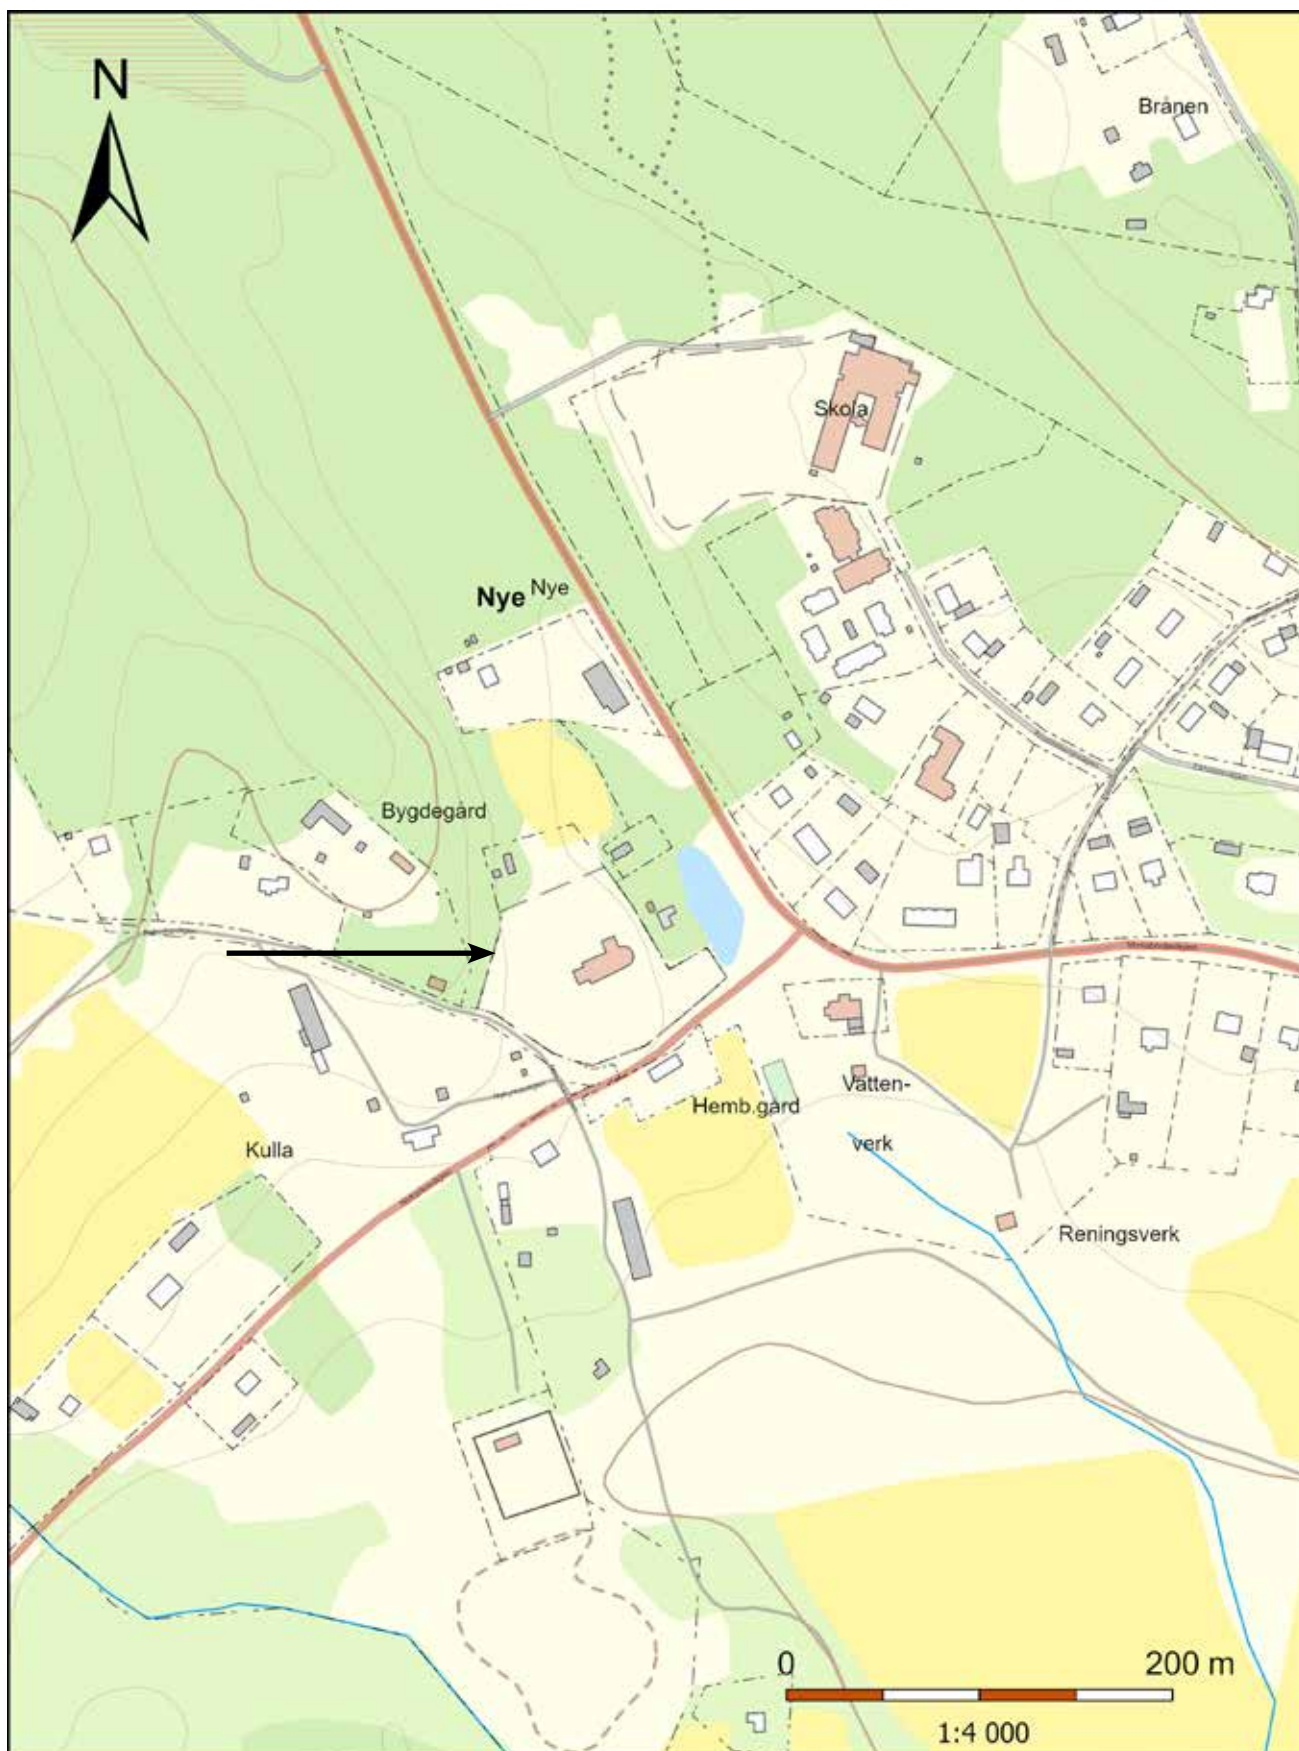 N
Brånen
Skola
Nye Nye
Bygdegård
Hemb.gård
Vatten-
verk
Kulla
Reningsverk
0 200 m
1:4 000